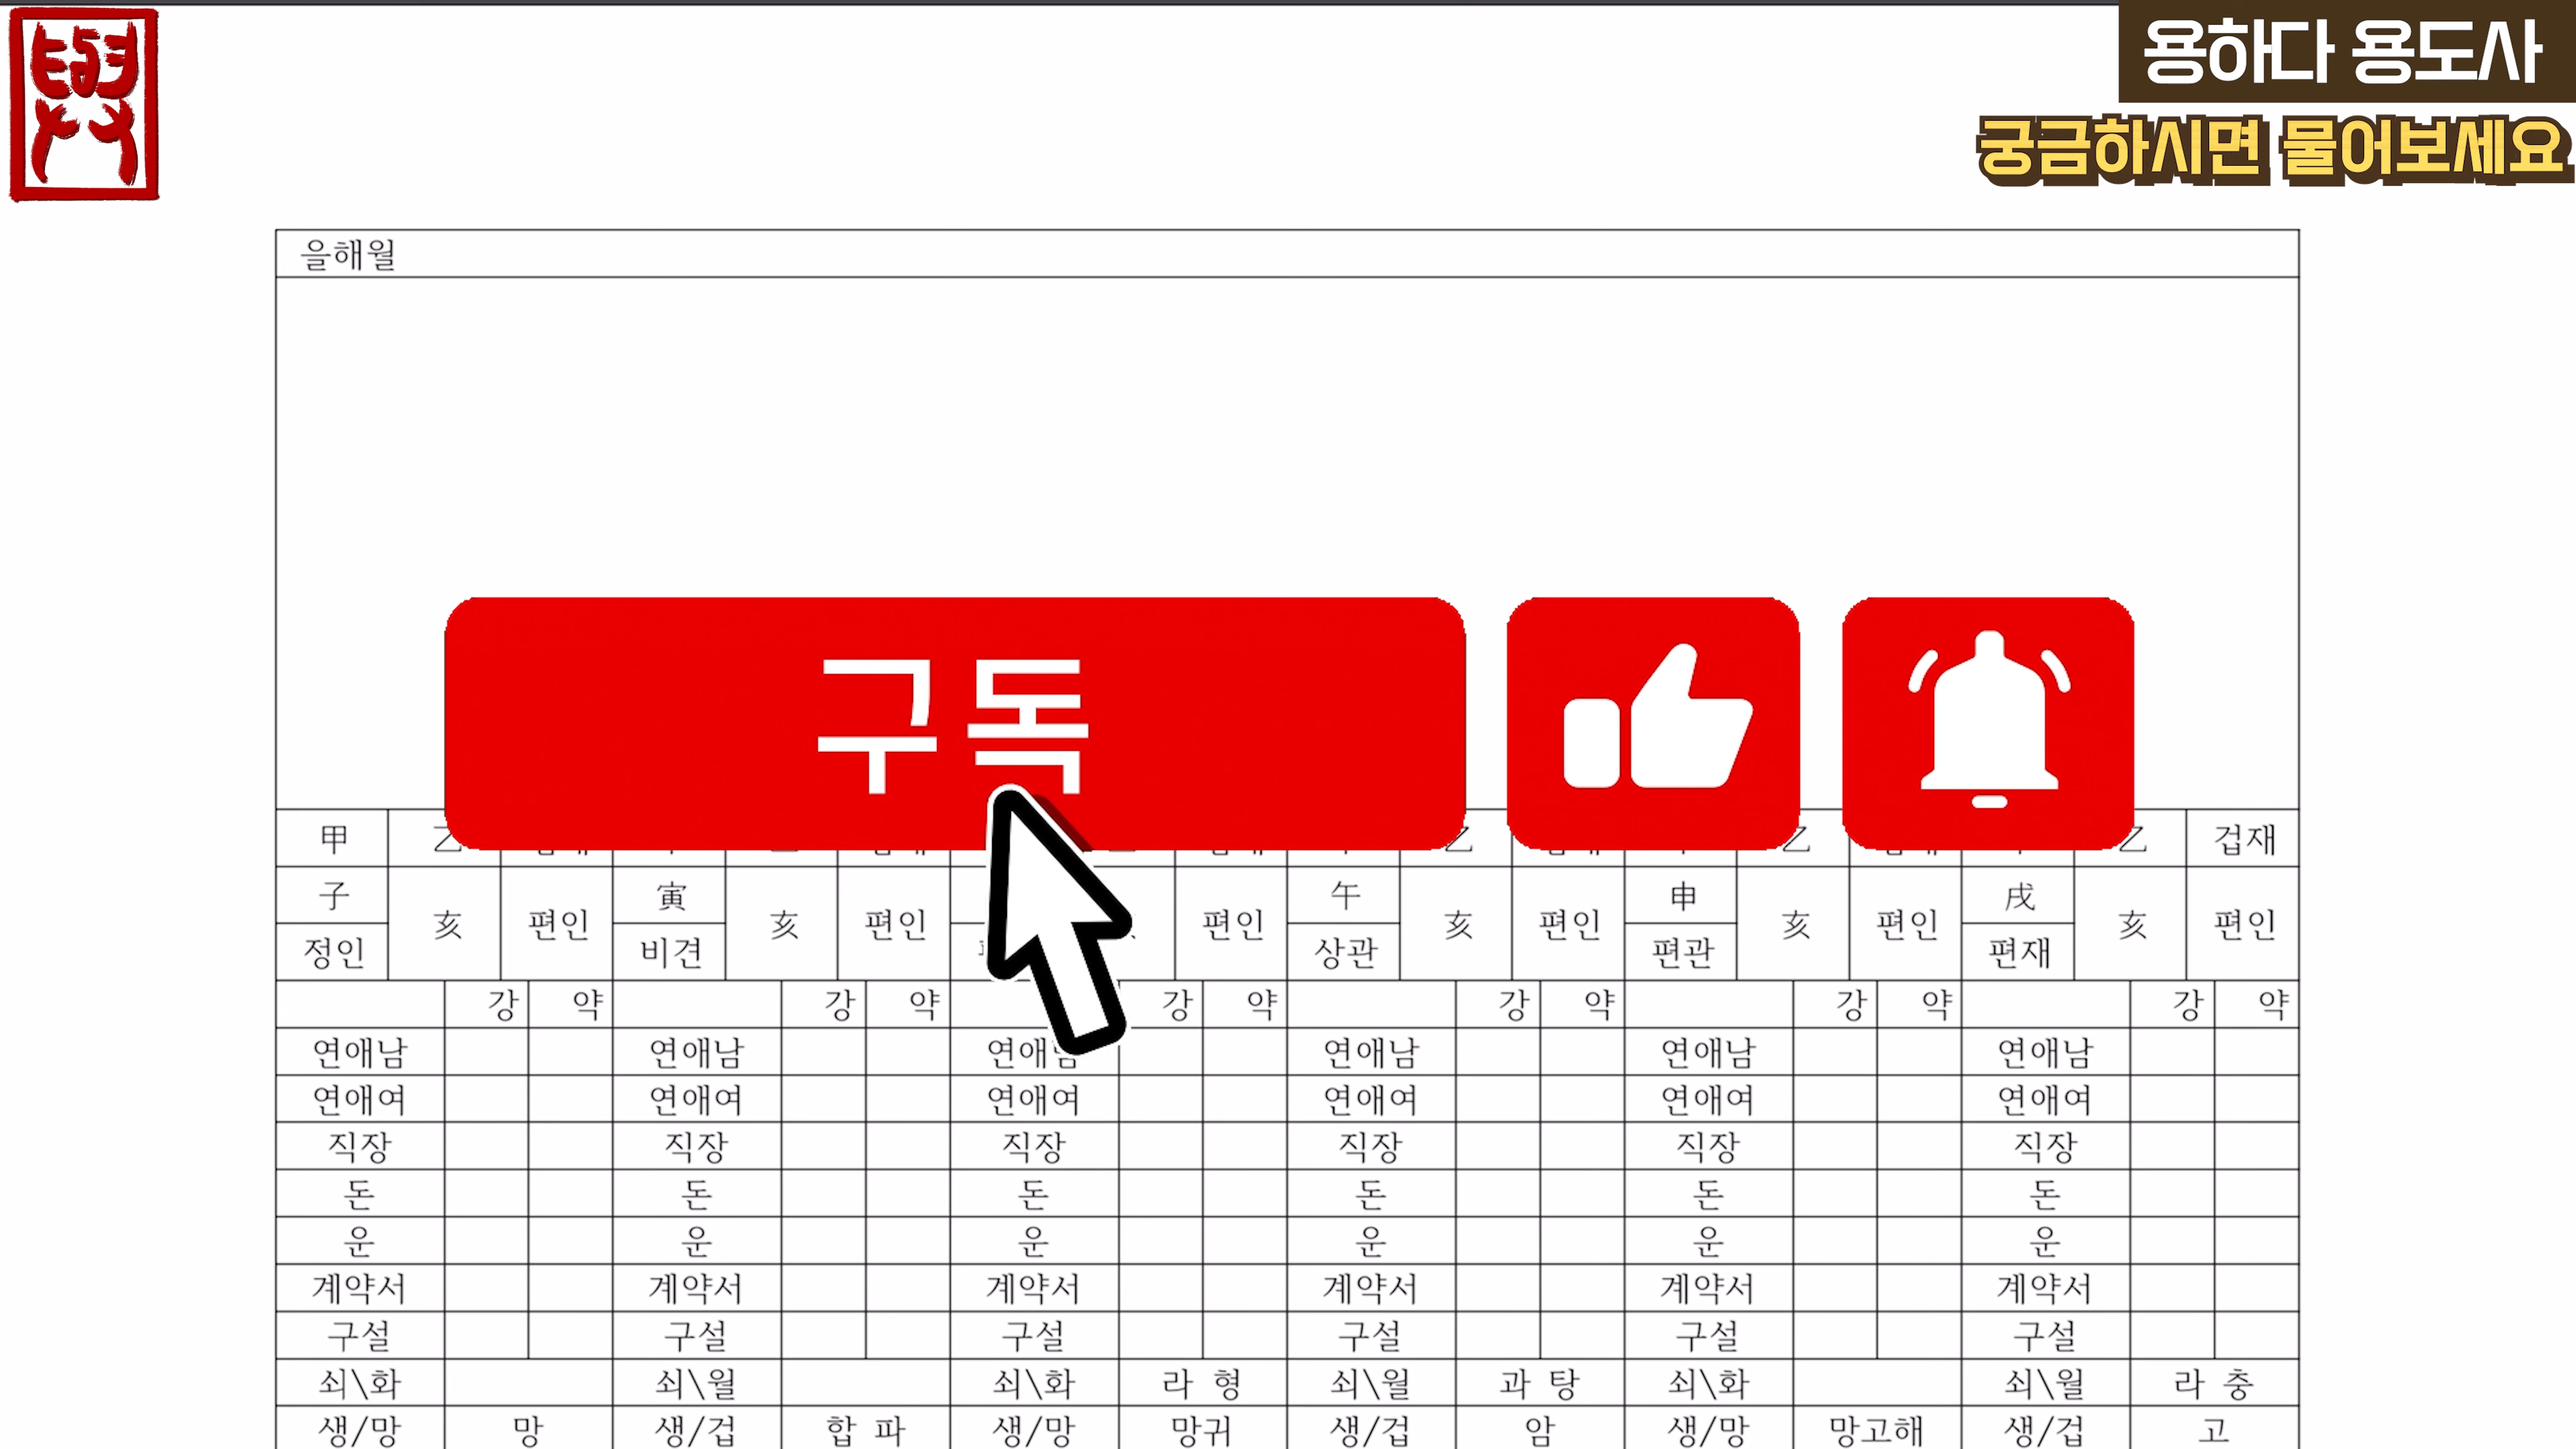 용하다 용도사
궁금하시면 물어보세요
을해월
구독
甲 乙 乙 乙 乙 겁재
子 寅 午 申 戌
亥 편인 亥 편인 편인 亥 편인 亥 편인 亥 편인
정인 비견 상관 편관 편재
강 약 강 약 강 약 강 약 강 약 강 약
연애남 연애남 연애남 연애남 연애남 연애남
연애여 연애여 연애여 연애여 연애여 연애여
직장 직장 직장 직장 직장 직장
돈 돈 돈 돈 돈 돈
운 운 운 운 운 운
계약서 계약서 계약서 계약서 계약서 계약서
구설 구설 구설 구설 구설 구설
쇠\화 쇠\월 쇠\화 라 형 쇠\월 과 탕 쇠\화 쇠\월 라 충
생/망 망 생/겁 합 파 생/망 망귀 생/겁 암 생/망 망고해 생/겁 고